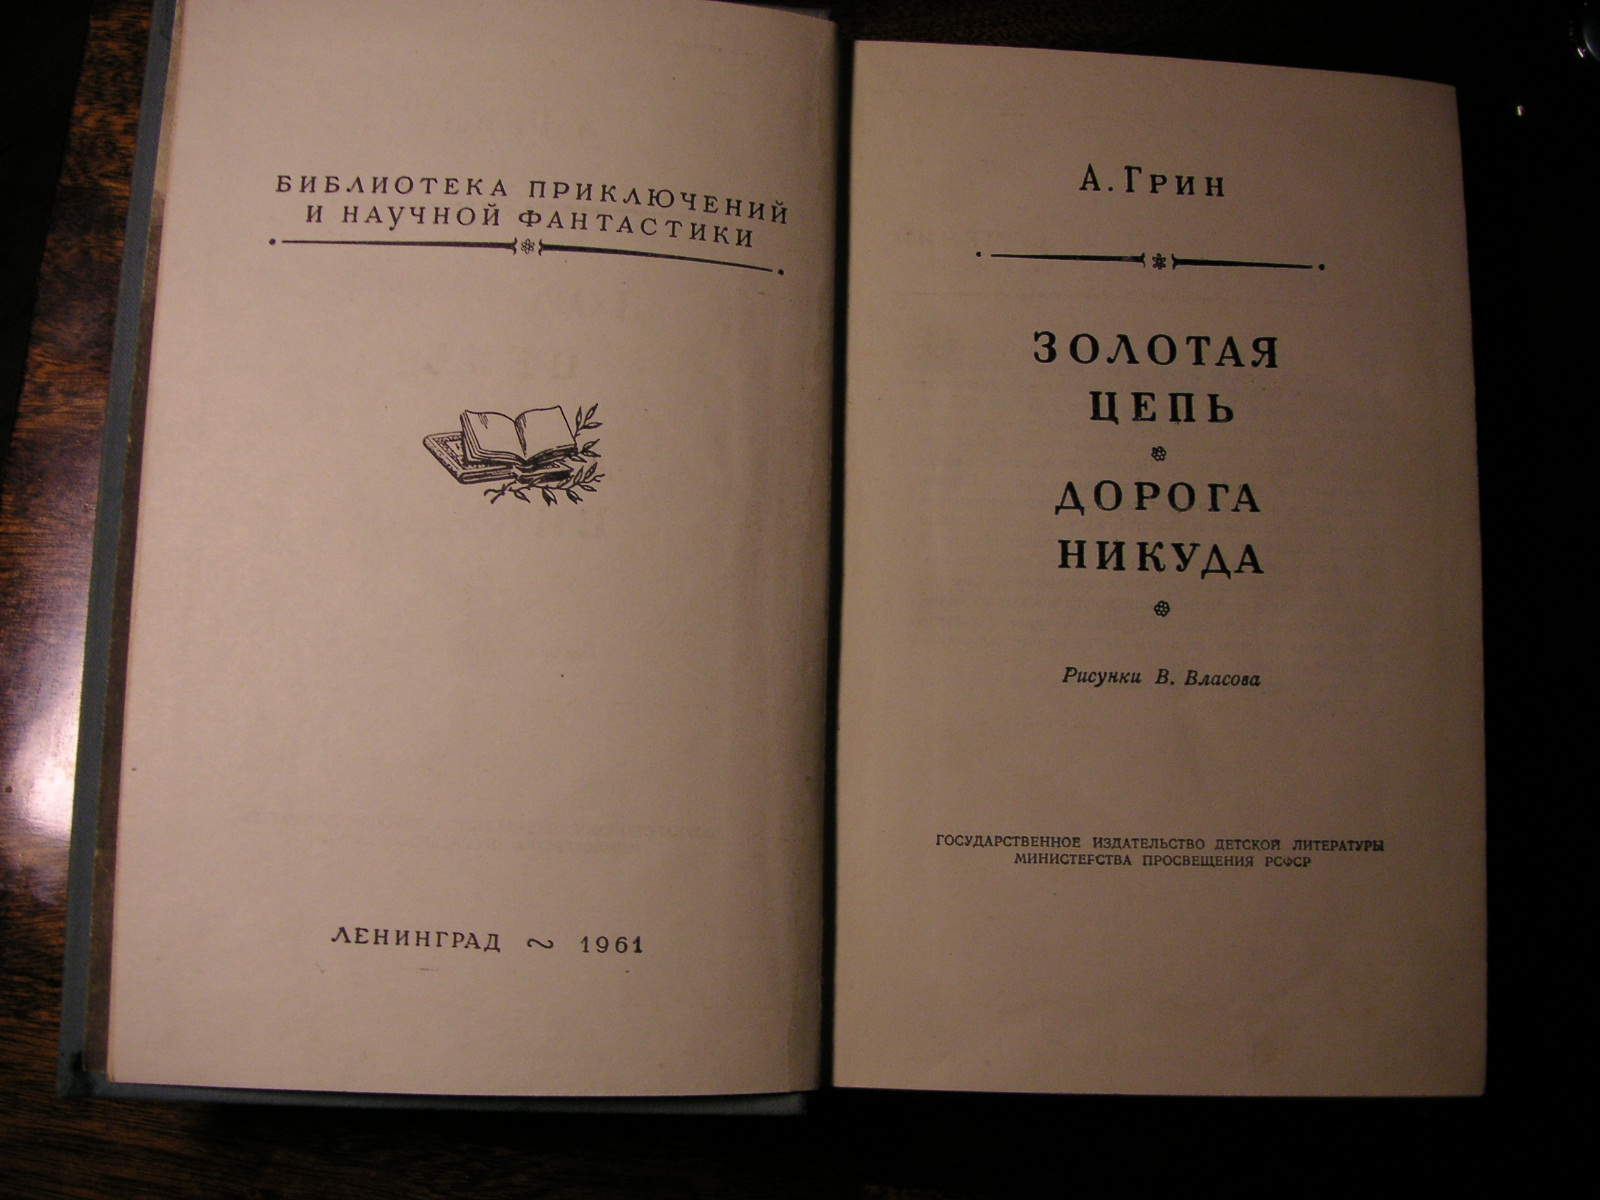 БИБЛИОТЕКА ПРИКЛЮЧЕНИЙ
И НАУЧНОЙ ФАНТАСТИКИ
ЛЕНИНГРАД ~ 1961
А. ГРИН
ЗОЛОТАЯ
ЦЕПЬ
ДОРОГА
НИКУДА
Рисунки В. Власова
ГОСУДАРСТВЕННОЕ ИЗДАТЕЛЬСТВО ДЕТСКОЙ ЛИТЕРАТУРЫ
МИНИСТЕРСТВА ПРОСВЕЩЕНИЯ РСФСР